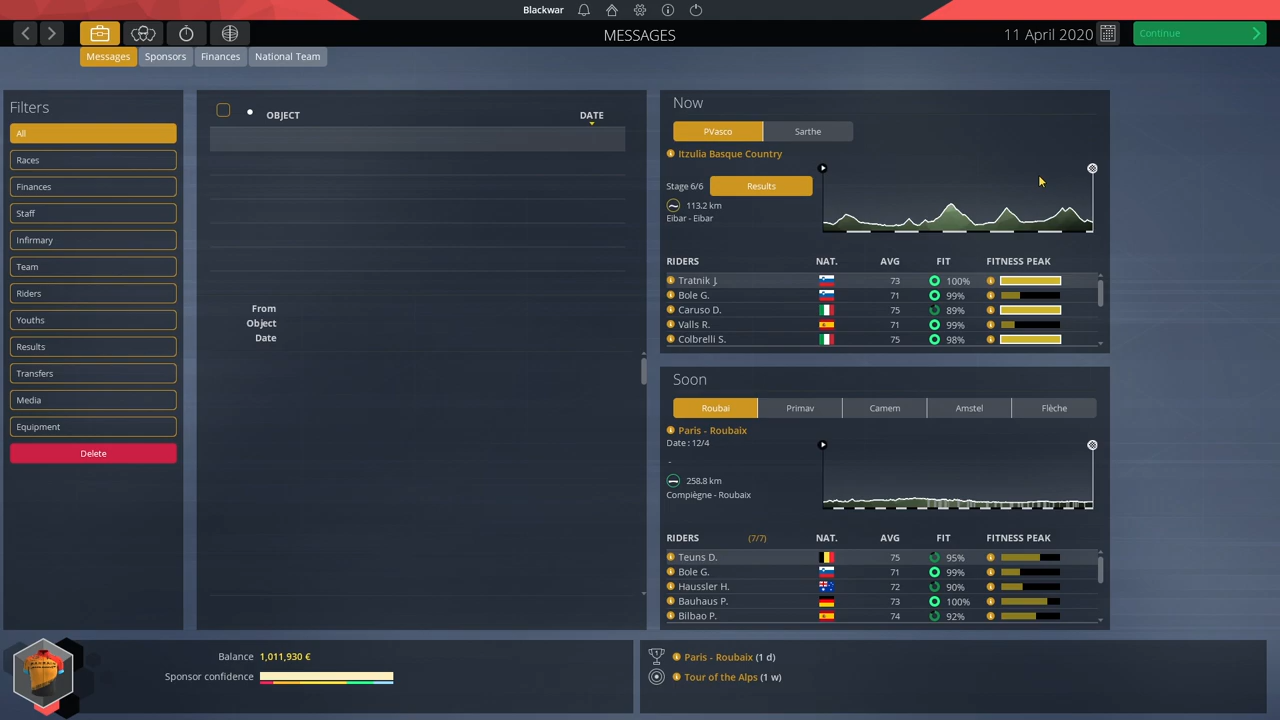 Blackwar
MESSAGES
11 April 2020
Continue
Messages
Sponsors
Finances
National Team
Filters
All
Races
Finances
Staff
Infirmary
Team
Riders
Youths
Results
Transfers
Media
Equipment
Delete
OBJECT
DATE
From
Object
Date
Now
PVasco
Sarthe
Itzulia Basque Country
Stage 6/6
Results
113.2 km
Eibar - Eibar
RIDERS NAT. AVG FIT FITNESS PEAK
Tratnik J. 73 100%
Bole G. 71 99%
Caruso D. 75 89%
Valls R. 71 99%
Colbrelli S. 75 98%
Soon
Roubai
Primav
Camem
Amstel
Flèche
Paris - Roubaix
Date : 12/4
-
258.8 km
Compiègne - Roubaix
RIDERS (7/7) NAT. AVG FIT FITNESS PEAK
Teuns D. 75 95%
Bole G. 71 99%
Haussler H. 72 90%
Bauhaus P. 73 100%
Bilbao P. 74 92%
Balance 1,011,930 €
Sponsor confidence
Paris - Roubaix (1 d)
Tour of the Alps (1 w)